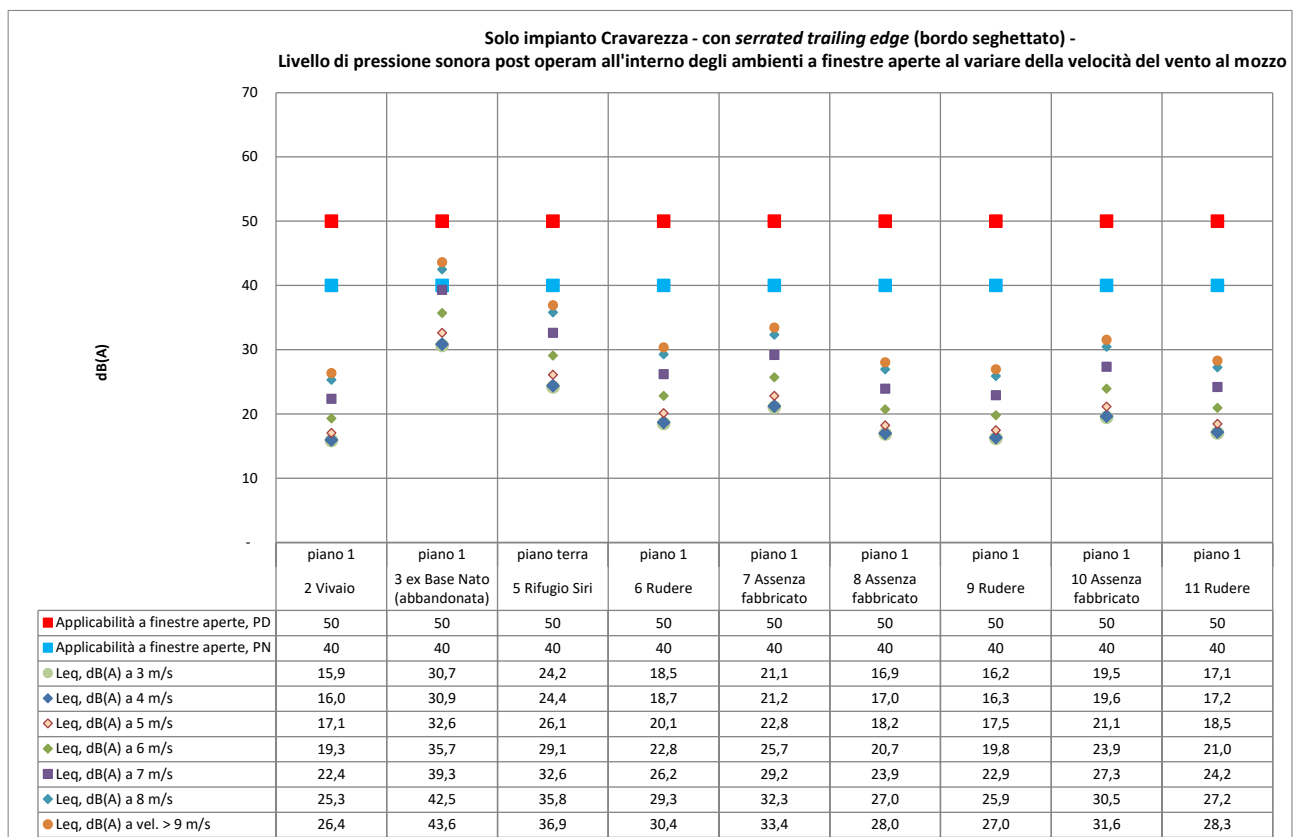 Solo impianto Cravarezza - con serrated trailing edge (bordo seghettato) -
Livello di pressione sonora post operam all'interno degli ambienti a finestre aperte al variare della velocità del vento al mozzo
70
60
50
40
30
20
10
-
dB(A)
piano 1 piano 1 piano terra piano 1 piano 1 piano 1 piano 1 piano 1 piano 1
2 Vivaio 3 ex Base Nato (abbandonata) 5 Rifugio Siri 6 Rudere 7 Assenza fabbricato 8 Assenza fabbricato 9 Rudere 10 Assenza fabbricato 11 Rudere
Applicabilità a finestre aperte, PD 50 50 50 50 50 50 50 50 50
Applicabilità a finestre aperte, PN 40 40 40 40 40 40 40 40 40
Leq, dB(A) a 3 m/s 15,9 30,7 24,2 18,5 21,1 16,9 16,2 19,5 17,1
Leq, dB(A) a 4 m/s 16,0 30,9 24,4 18,7 21,2 17,0 16,3 19,6 17,2
Leq, dB(A) a 5 m/s 17,1 32,6 26,1 20,1 22,8 18,2 17,5 21,1 18,5
Leq, dB(A) a 6 m/s 19,3 35,7 29,1 22,8 25,7 20,7 19,8 23,9 21,0
Leq, dB(A) a 7 m/s 22,4 39,3 32,6 26,2 29,2 23,9 22,9 27,3 24,2
Leq, dB(A) a 8 m/s 25,3 42,5 35,8 29,3 32,3 27,0 25,9 30,5 27,2
Leq, dB(A) a vel. > 9 m/s 26,4 43,6 36,9 30,4 33,4 28,0 27,0 31,6 28,3